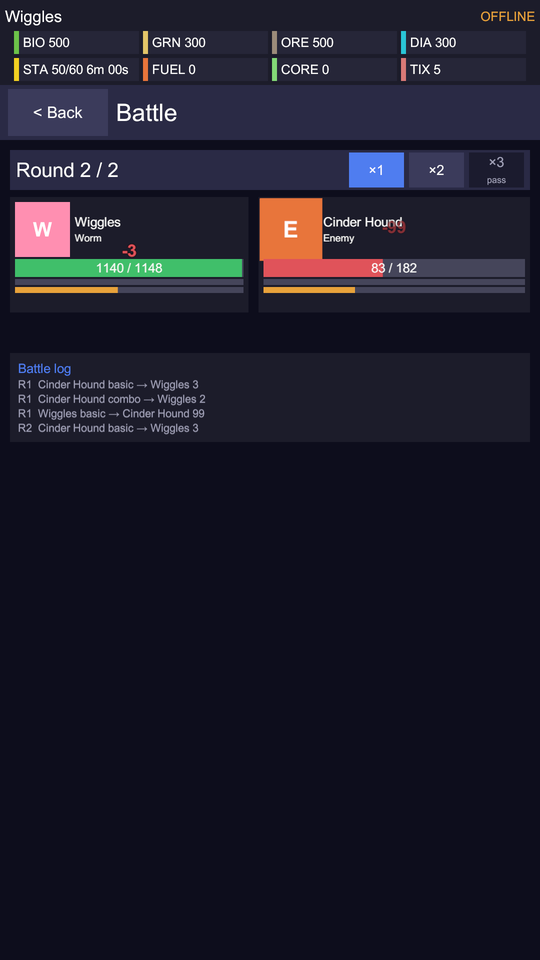 Wiggles OFFLINE
BIO 500 GRN 300 ORE 500 DIA 300
STA 50/60 6m 00s FUEL 0 CORE 0 TIX 5
< Back Battle
Round 2 / 2 ×1 ×2 ×3
pass
W Wiggles
Worm
-3
1140 / 1148
E Cinder Hound
Enemy
-99
83 / 182
Battle log
R1 Cinder Hound basic → Wiggles 3
R1 Cinder Hound combo → Wiggles 2
R1 Wiggles basic → Cinder Hound 99
R2 Cinder Hound basic → Wiggles 3